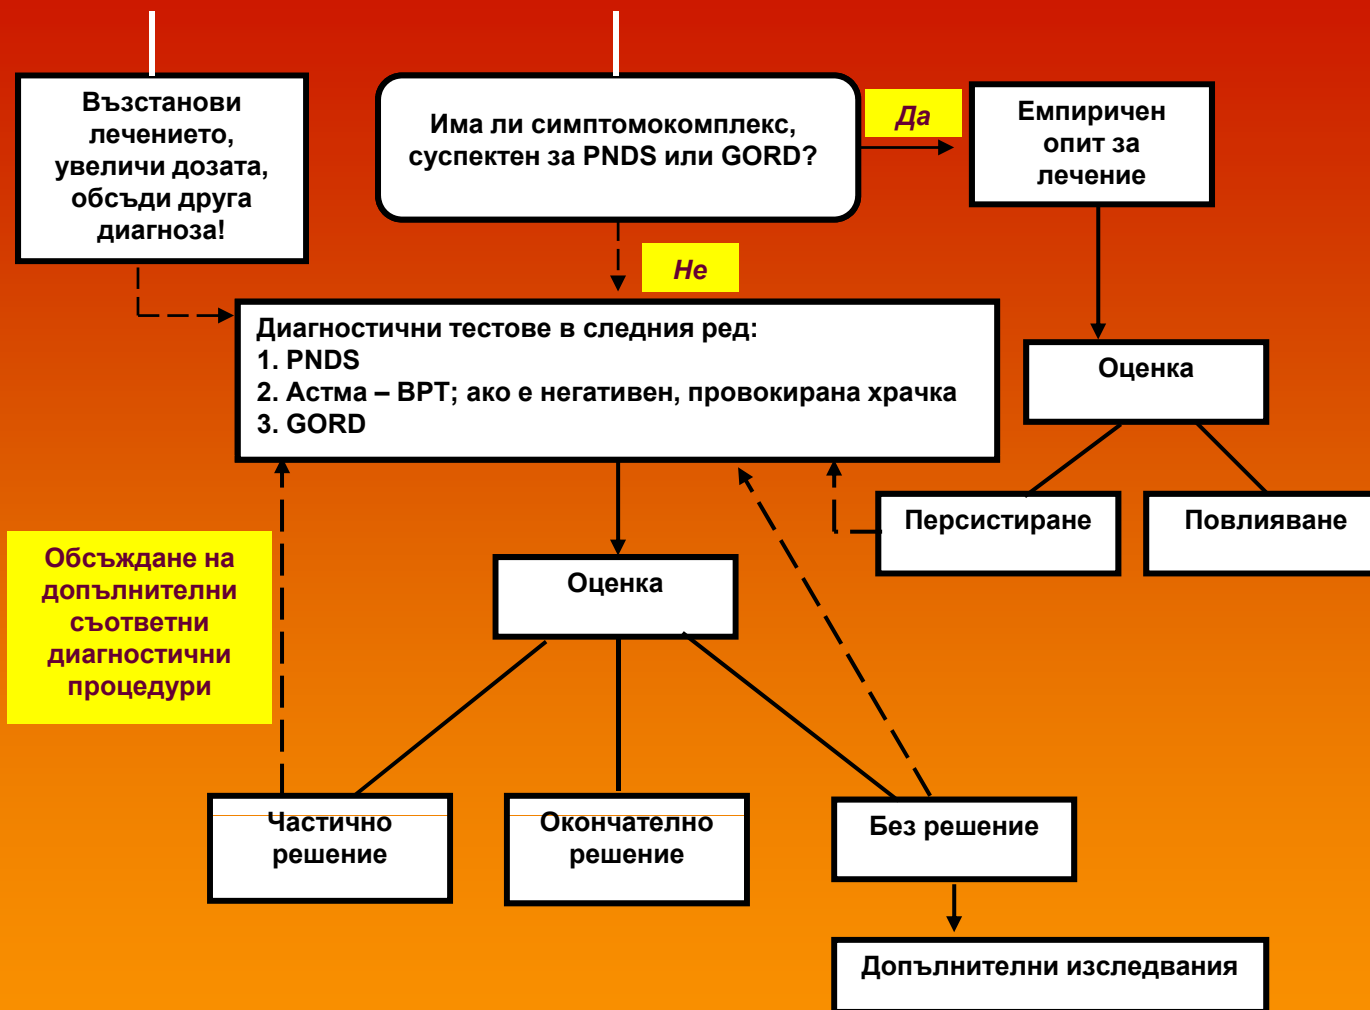 Възстанови
лечението,
увеличи дозата,
обсъди друга
диагноза!
Има ли симптомокомплекс,
суспектен за PNDS или GORD?
Да
Емпиричен
опит за
лечение
Не
Диагностични тестове в следния ред:
1. PNDS
2. Астма – ВРТ; ако е негативен, провокирана храчка
3. GORD
Оценка
Персистиране
Повлияване
Обсъждане на
допълнителни
съответни
диагностични
процедури
Оценка
Частично
решение
Окончателно
решение
Без решение
Допълнителни изследвания